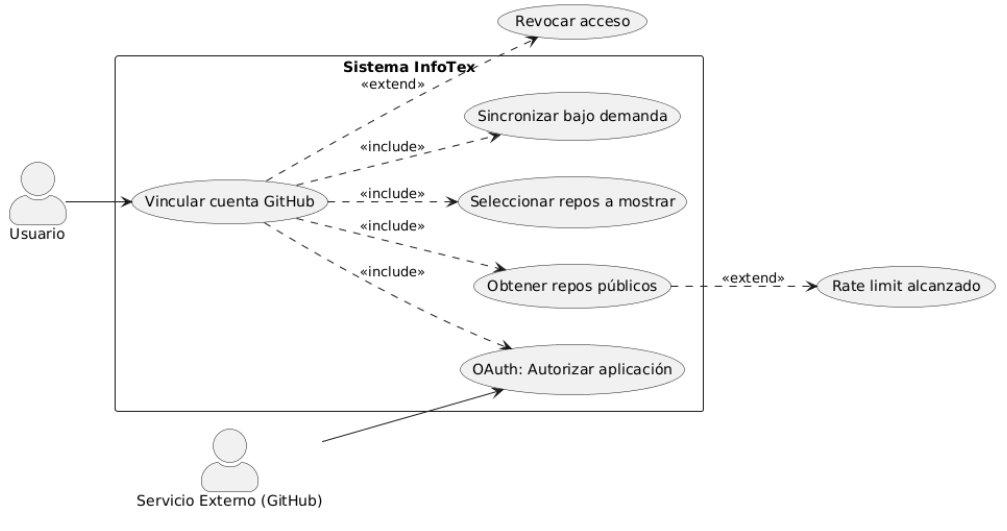 Revocar acceso
Sistema InfoTex
«extend»
Sincronizar bajo demanda
«include»
Vincular cuenta GitHub
«include»
Seleccionar repos a mostrar
Usuario
«include»
Obtener repos públicos
«extend»
Rate limit alcanzado
«include»
OAuth: Autorizar aplicación
Servicio Externo (GitHub)